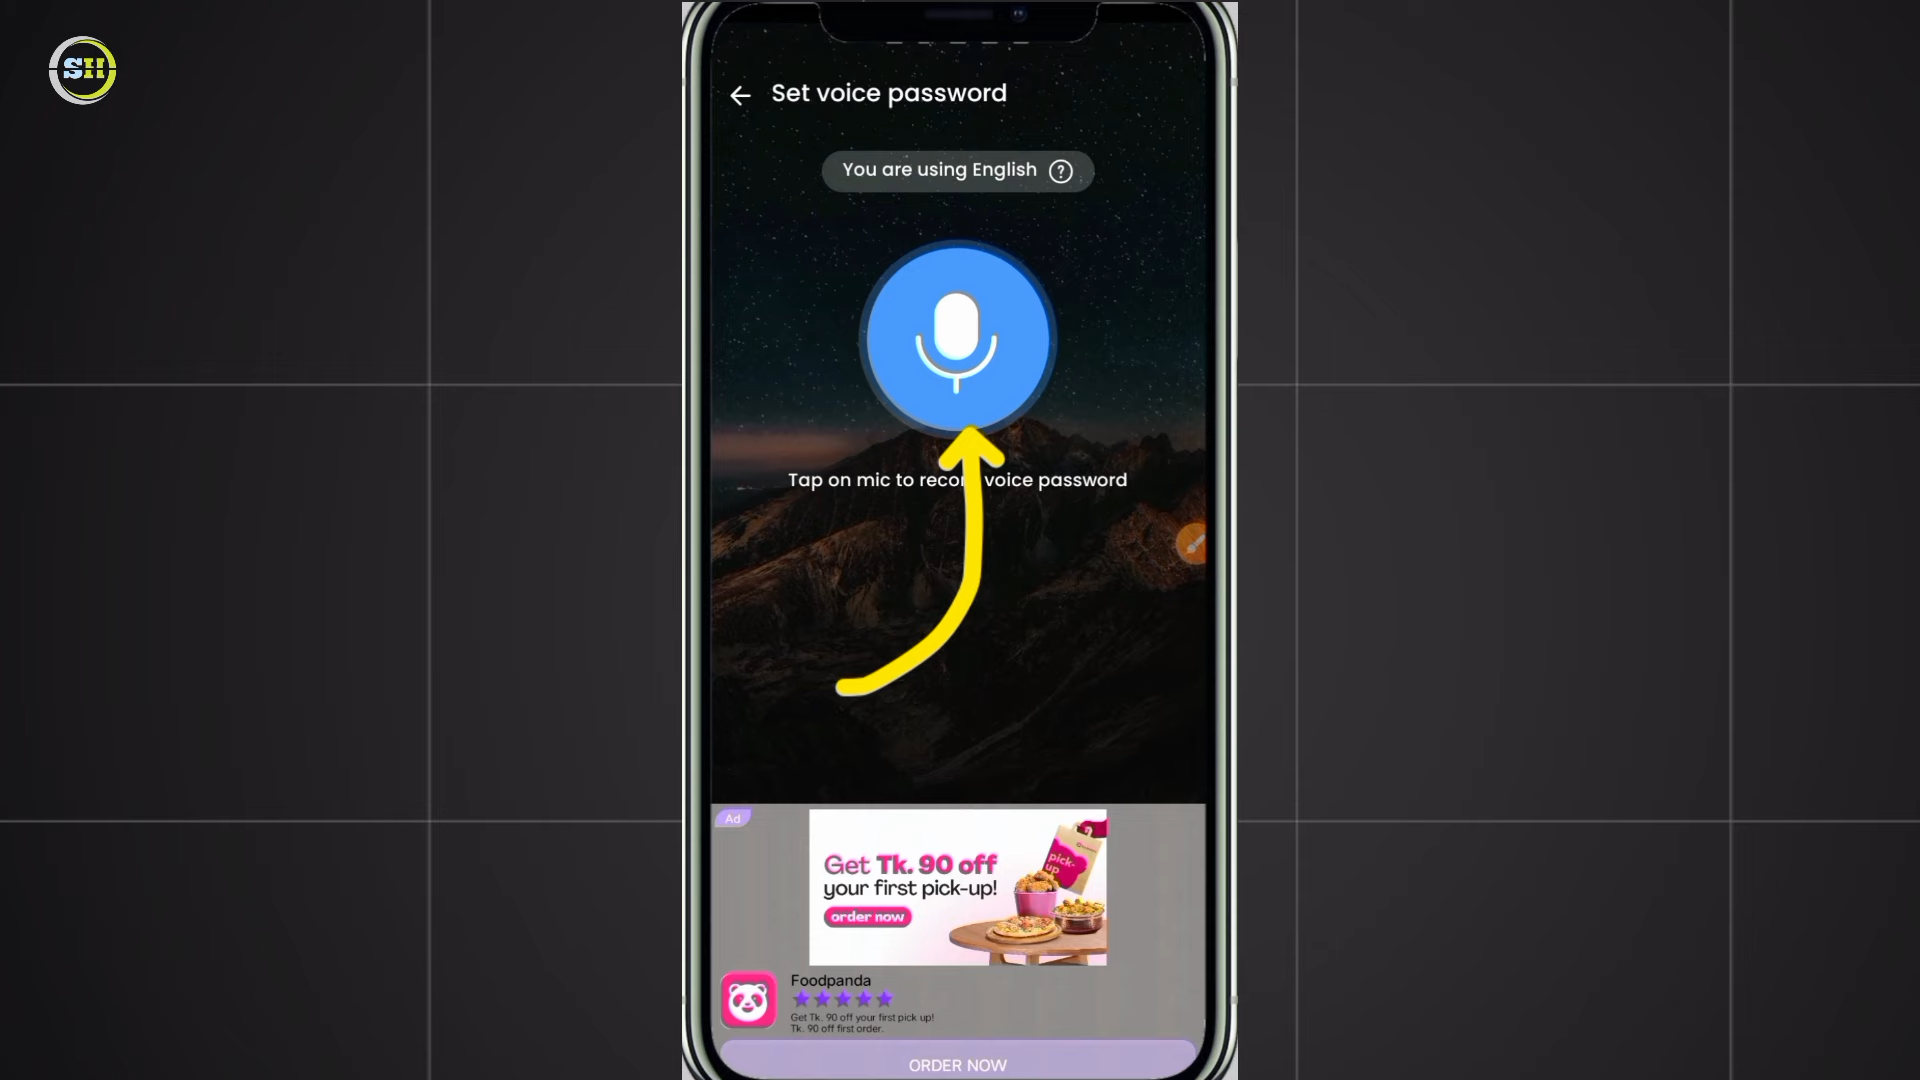 SH
Set voice password
You are using English ?
Tap on mic to recor voice password
Ad
Get Tk. 90 off
your first pick-up!
order now
pick-
up
Foodpanda
Get Tk. 90 off your first pick up!
Tk. 90 off first order.
ORDER NOW